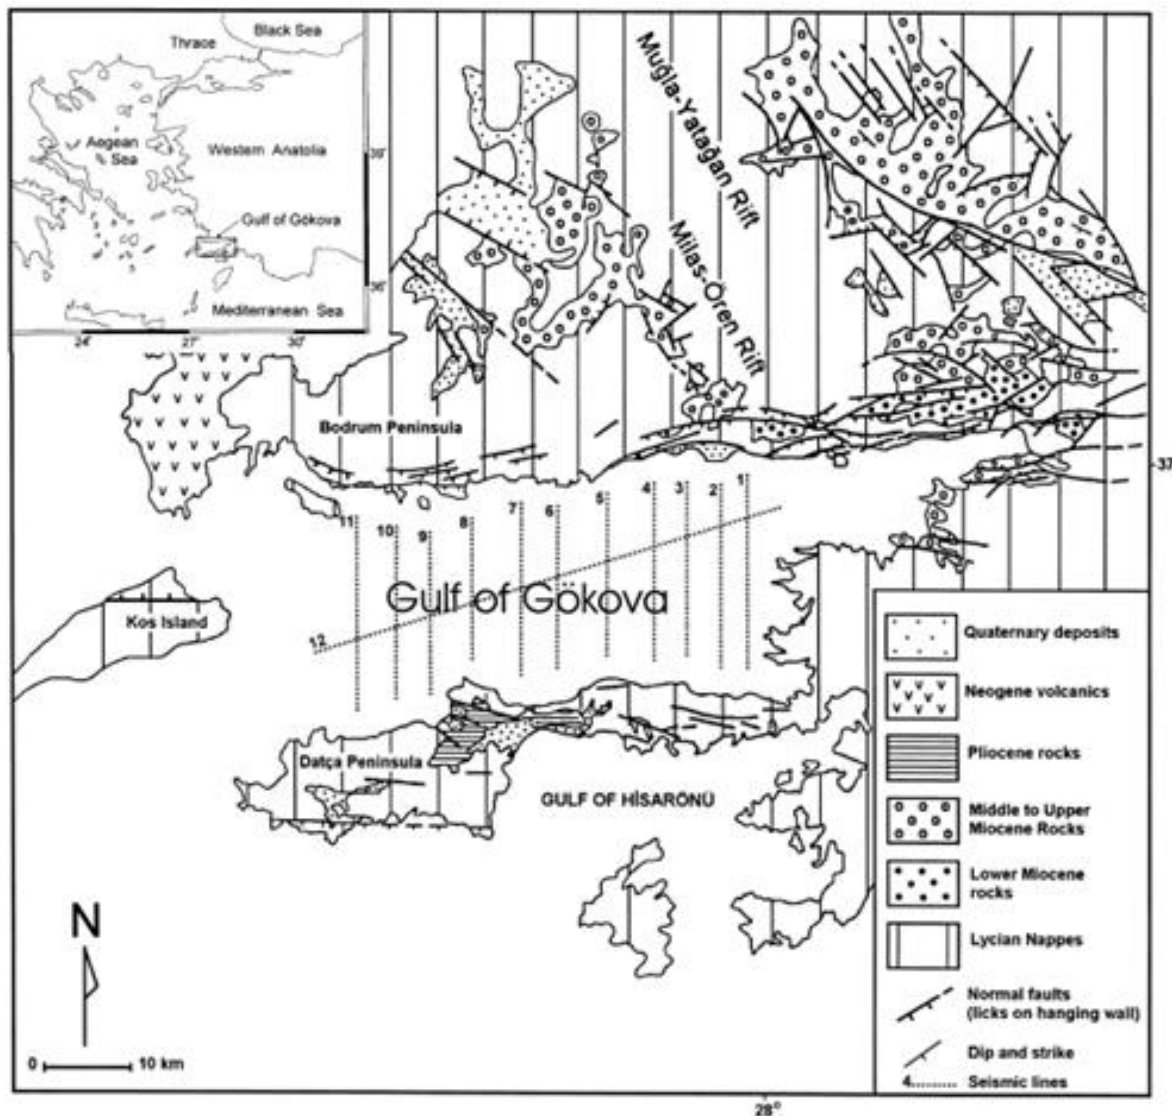 Black Sea
Thrace
Aegean
Sea
Western Anatolia
39°
Gulf of Gökova
36°
Mediterranean Sea
24°
27°
30°
Muğla-Yatağan Rift
Milas-Ören Rift
Bodrum Peninsula
37
1
2
3
4
5
6
7
8
9
10
11
12
Gulf of Gökova
Kos Island
Datça Peninsula
GULF OF HİSARÖNÜ
Quaternary deposits
Neogene volcanics
Pliocene rocks
Middle to Upper
Miocene Rocks
Lower Miocene
rocks
Lycian Nappes
Normal faults
(licks on hanging wall)
Dip and strike
4 Seismic lines
N
0 10 km
28°